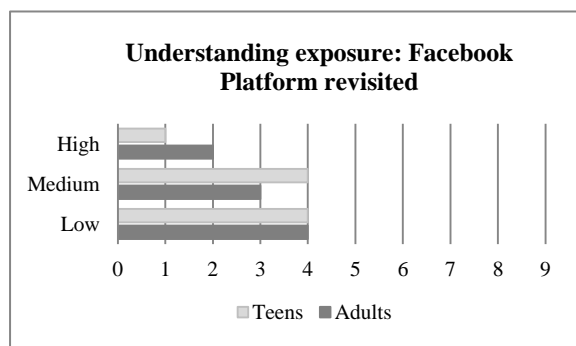 Understanding exposure: Facebook
Platform revisited
High
Medium
Low
0 1 2 3 4 5 6 7 8 9
Teens Adults